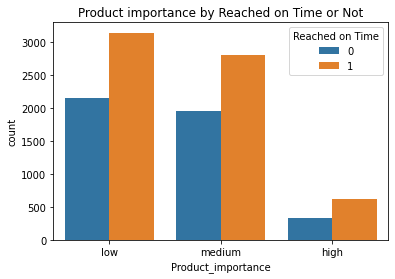 Product importance by Reached on Time or Not
Reached on Time
0
1
3000
2500
2000
1500
1000
500
0
count
low medium high
Product_importance